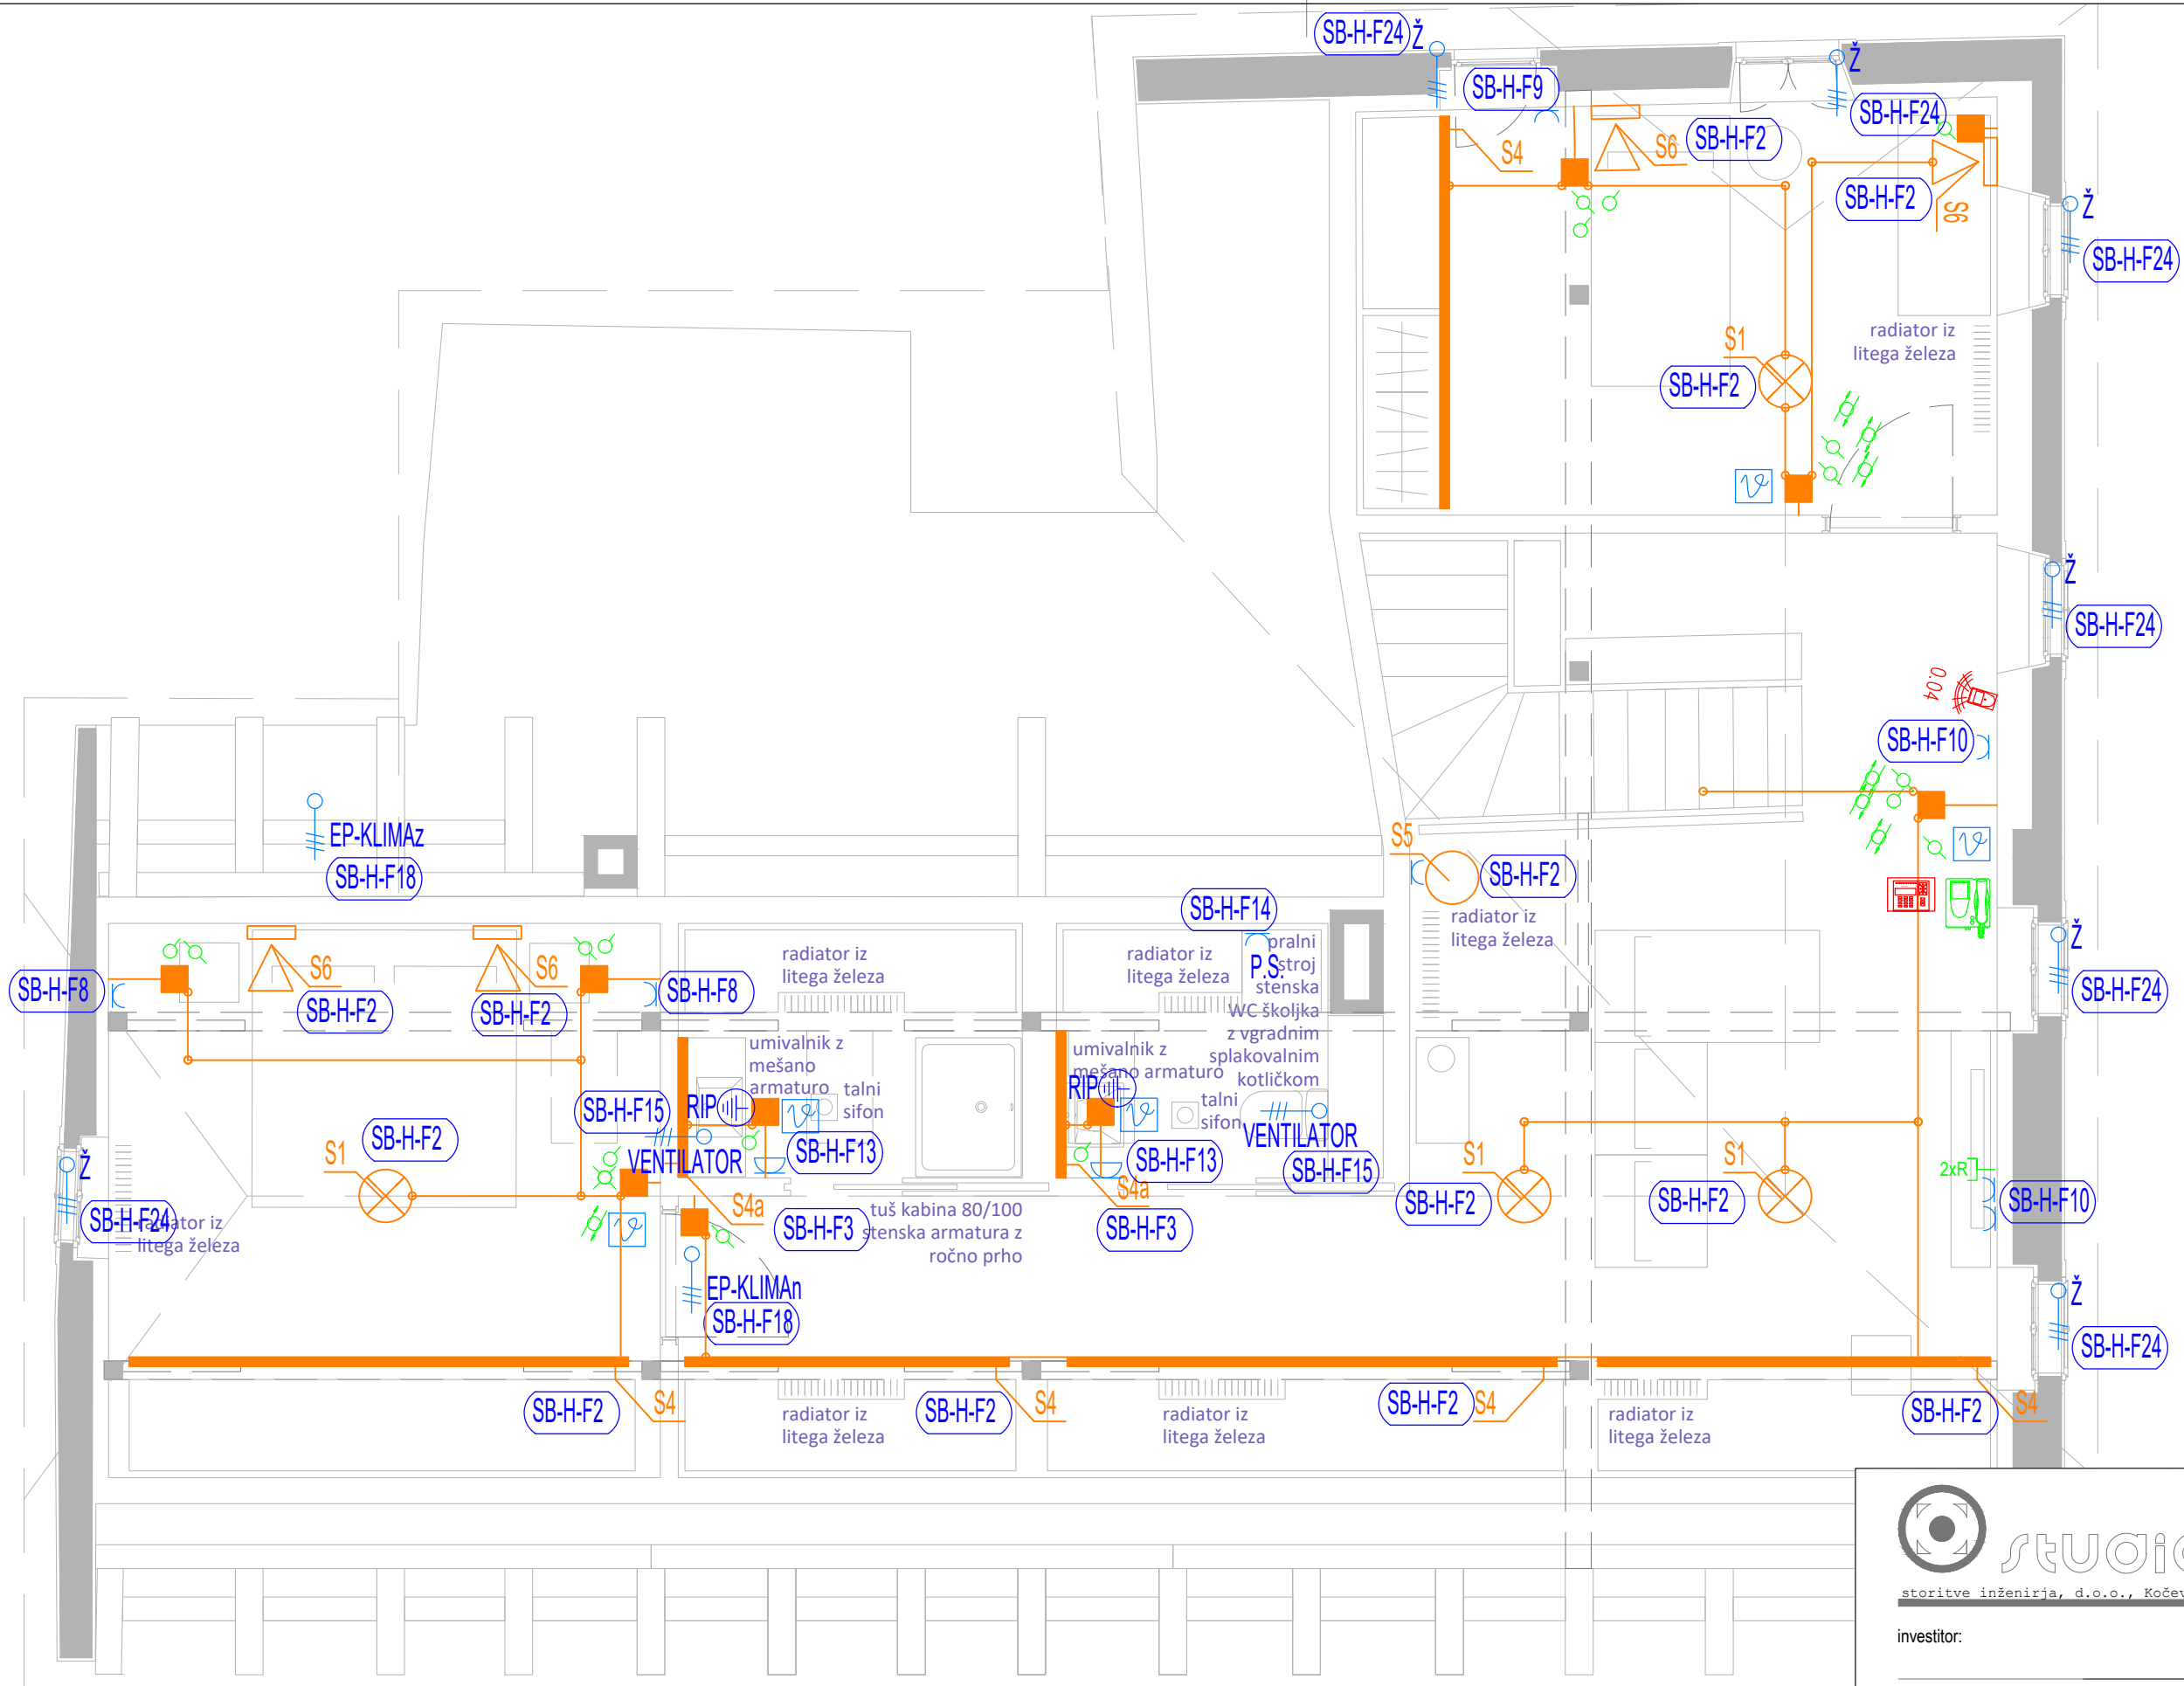 SB-H-F24 Ž
Ž
SB-H-F9
SB-H-F24
S4
S6
SB-H-F2
SB-H-F2
S6
Ž
SB-H-F24
S1
radiator iz
litega železa
SB-H-F2
Ž
SB-H-F24
0.04
SB-H-F10
EP-KLIMAz
SB-H-F18
S5
SB-H-F2
SB-H-F14
radiator iz
litega železa
Ž
SB-H-F24
SB-H-F8
S6
SB-H-F2
S6
SB-H-F2
SB-H-F8
radiator iz
litega železa
radiator iz
litega železa
P.S.
pralni
stroj
stenska
WC školjka
z vgradnim
splakovalnim
kotličkom
umivalnik z
mešano
armaturo
talni
sifon
umivalnik z
mešano armaturo
talni
sifon
SB-H-F15
RIP
RIP
SB-H-F2
S1
VENTILATOR
SB-H-F13
SB-H-F13
VENTILATOR
SB-H-F15
S1
SB-H-F2
S1
SB-H-F2
2xR
SB-H-F10
Ž
SB-H-F24
radiator iz
litega železa
S4a
SB-H-F3
tuš kabina 80/100
stenska armatura z
ročno prho
S4a
SB-H-F3
EP-KLIMAn
SB-H-F18
Ž
SB-H-F24
SB-H-F2
S4
radiator iz
litega železa
SB-H-F2
S4
radiator iz
litega železa
SB-H-F2
S4
radiator iz
litega železa
SB-H-F2
S4
storitve inženirja, d.o.o.,
investitor: